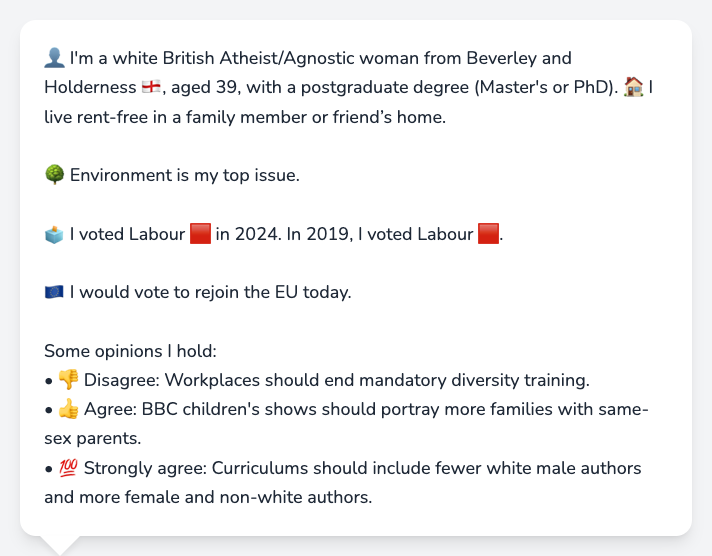 👤 I'm a white British Atheist/Agnostic woman from Beverley and
Holderness 🏴󠁧󠁢󠁥󠁮󠁧󠁿, aged 39, with a postgraduate degree (Master's or PhD). 🏠 I
live rent-free in a family member or friend’s home.
🌳 Environment is my top issue.
🗳️ I voted Labour 🟥 in 2024. In 2019, I voted Labour 🟥.
🇪🇺 I would vote to rejoin the EU today.
Some opinions I hold:
• 👎 Disagree: Workplaces should end mandatory diversity training.
• 👍 Agree: BBC children's shows should portray more families with same-
sex parents.
• 💯 Strongly agree: Curriculums should include fewer white male authors
and more female and non-white authors.